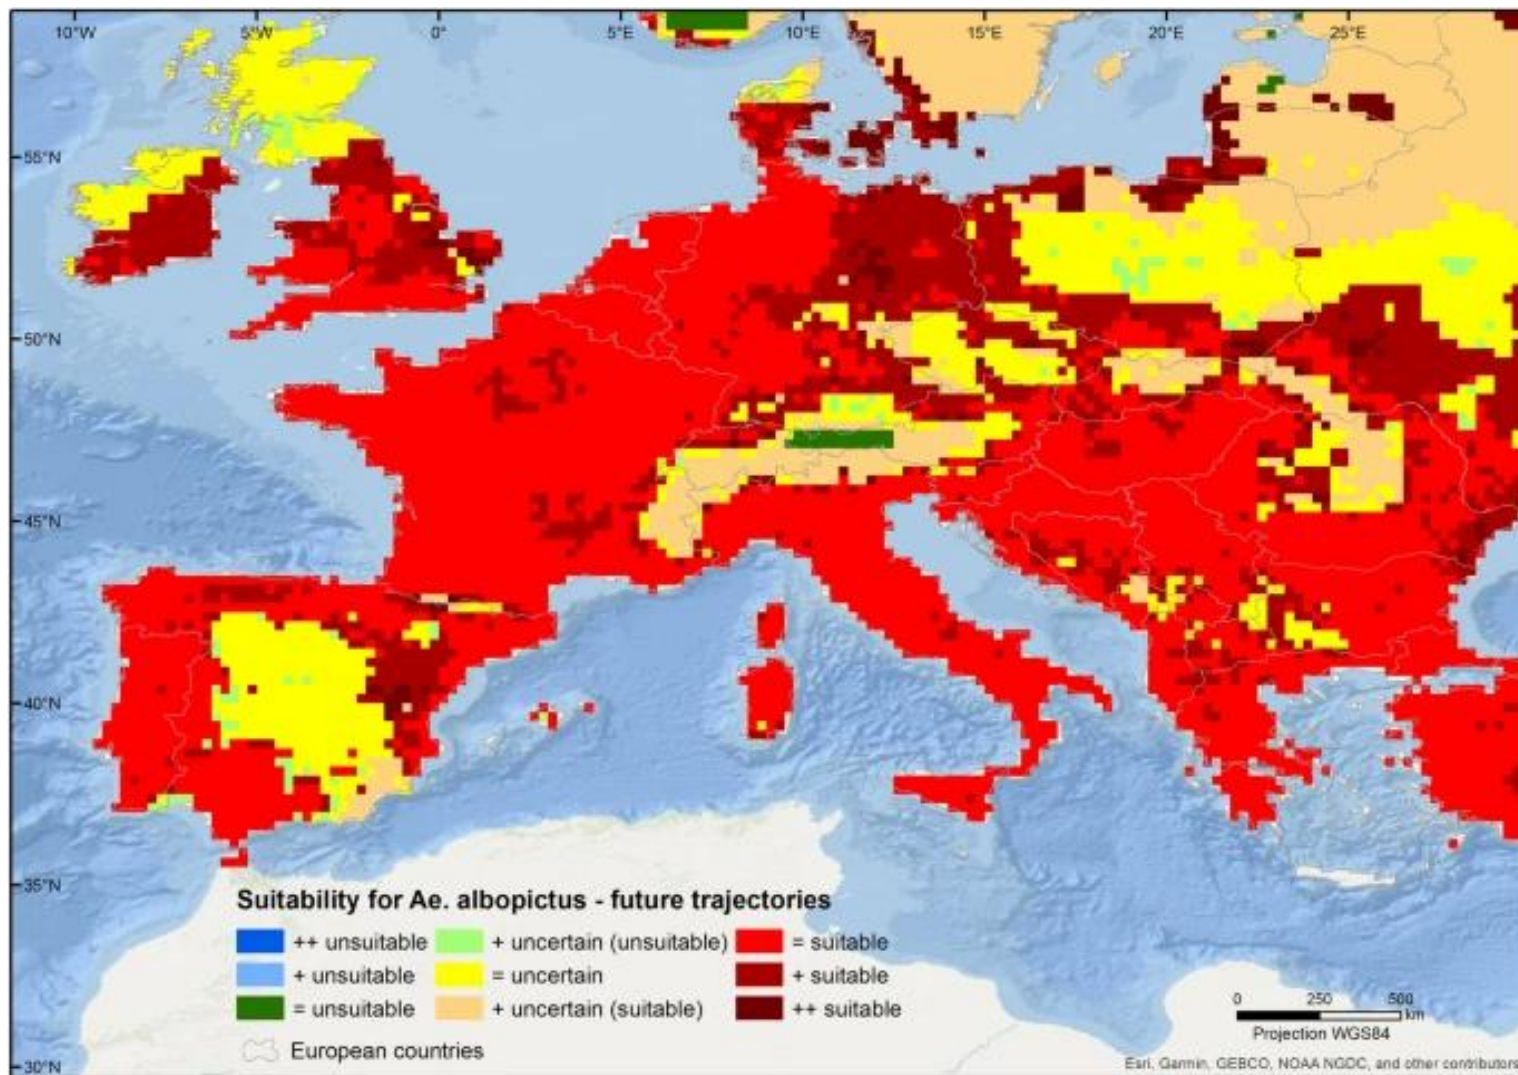 10°W 5°W 0° 5°E 10°E 15°E 20°E 25°E
55°N
50°N
45°N
40°N
35°N
30°N
Suitability for Ae. albopictus - future trajectories
++ unsuitable + uncertain (unsuitable) = suitable
+ unsuitable = uncertain + suitable
= unsuitable + uncertain (suitable) ++ suitable
European countries
0 250 500
km
Projection WGS84
Esri, Garmin, GEBCO, NOAA NGDC, and other contributors